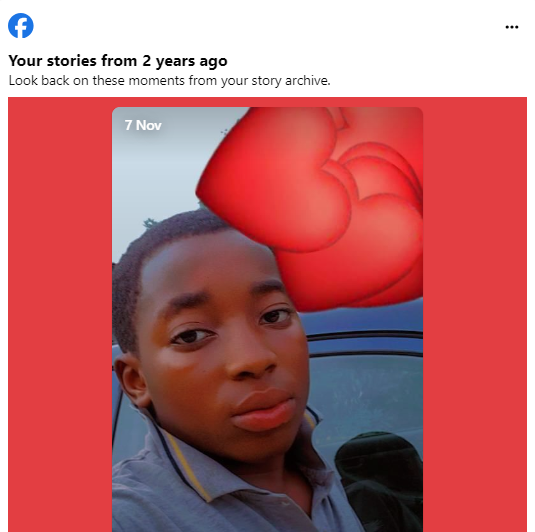 Your stories from 2 years ago
Look back on these moments from your story archive.
7 Nov